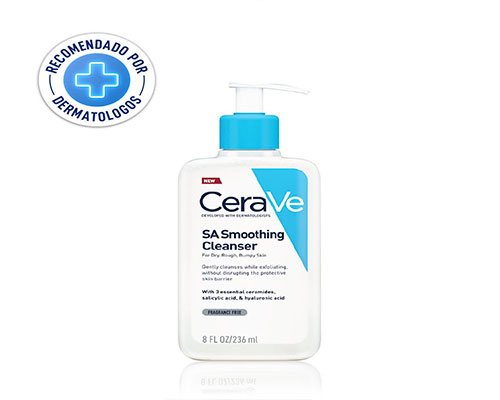 RECOMENDADO POR
DERMATOLOGOS
NEW
CeraVe
DEVELOPED WITH DERMATOLOGISTS
SA Smoothing
Cleanser
For Dry, Rough, Bumpy Skin
Gently cleanses while exfoliating,
without disrupting the protective
skin barrier
With 3 essential ceramides,
salicylic acid, & hyaluronic acid
FRAGRANCE FREE
8 FL OZ/236 ml